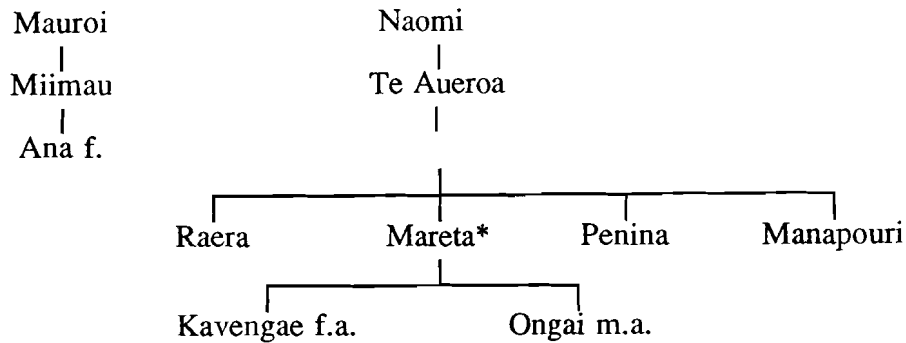 Mauroi Naomi
Miimau Te Aueroa
Ana f.
Raera Mareta* Penina Manapouri
Kavengae f.a. Ongai m.a.